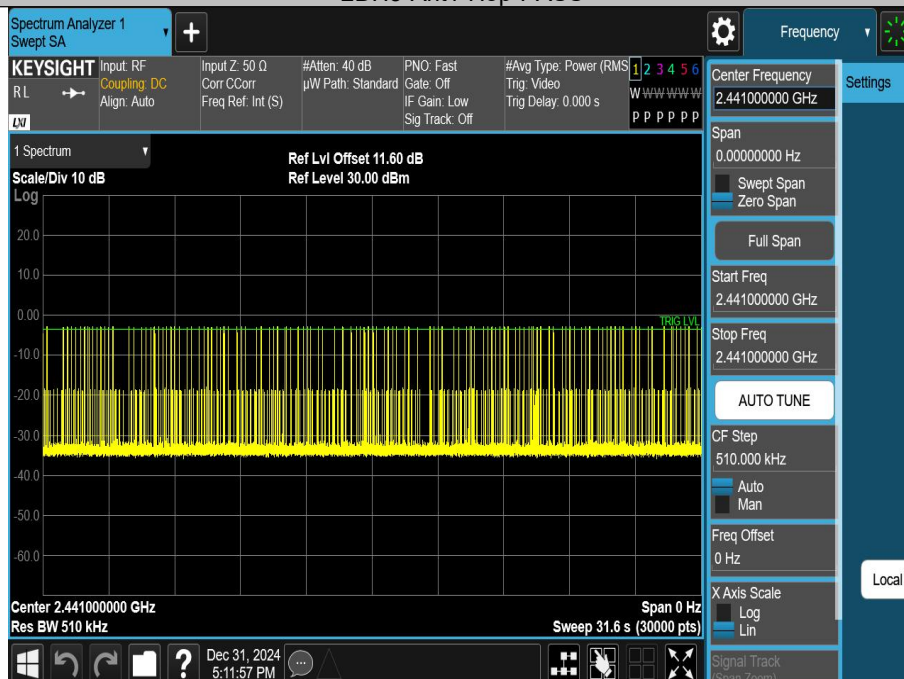 Spectrum Analyzer 1
Swept SA
+
Frequency
KEYSIGHT
R L
LXI
Input: RF
Coupling: DC
Align: Auto
Input Z: 50 Ω
Corr CCorr
Freq Ref: Int (S)
#Atten: 40 dB
µW Path: Standard
PNO: Fast
Gate: Off
IF Gain: Low
Sig Track: Off
#Avg Type: Power (RMS
Trig: Video
Trig Delay: 0.000 s
1 2 3 4 5 6
W W W W W W
P P P P P P
1 Spectrum
Scale/Div 10 dB
Ref Lvl Offset 11.60 dB
Ref Level 30.00 dBm
Log
20.0
10.0
0.00
-10.0
-20.0
-30.0
-40.0
-50.0
-60.0
TRIG LVL
Center 2.441000000 GHz
Res BW 510 kHz
Span 0 Hz
Sweep 31.6 s (30000 pts)
Center Frequency
2.441000000 GHz
Settings
Span
0.00000000 Hz
Swept Span
Zero Span
Full Span
Start Freq
2.441000000 GHz
Stop Freq
2.441000000 GHz
AUTO TUNE
CF Step
510.000 kHz
Auto
Man
Freq Offset
0 Hz
Local
X Axis Scale
Log
Lin
Signal Track
(Span Zoom)
?
Dec 31, 2024
5:11:57 PM